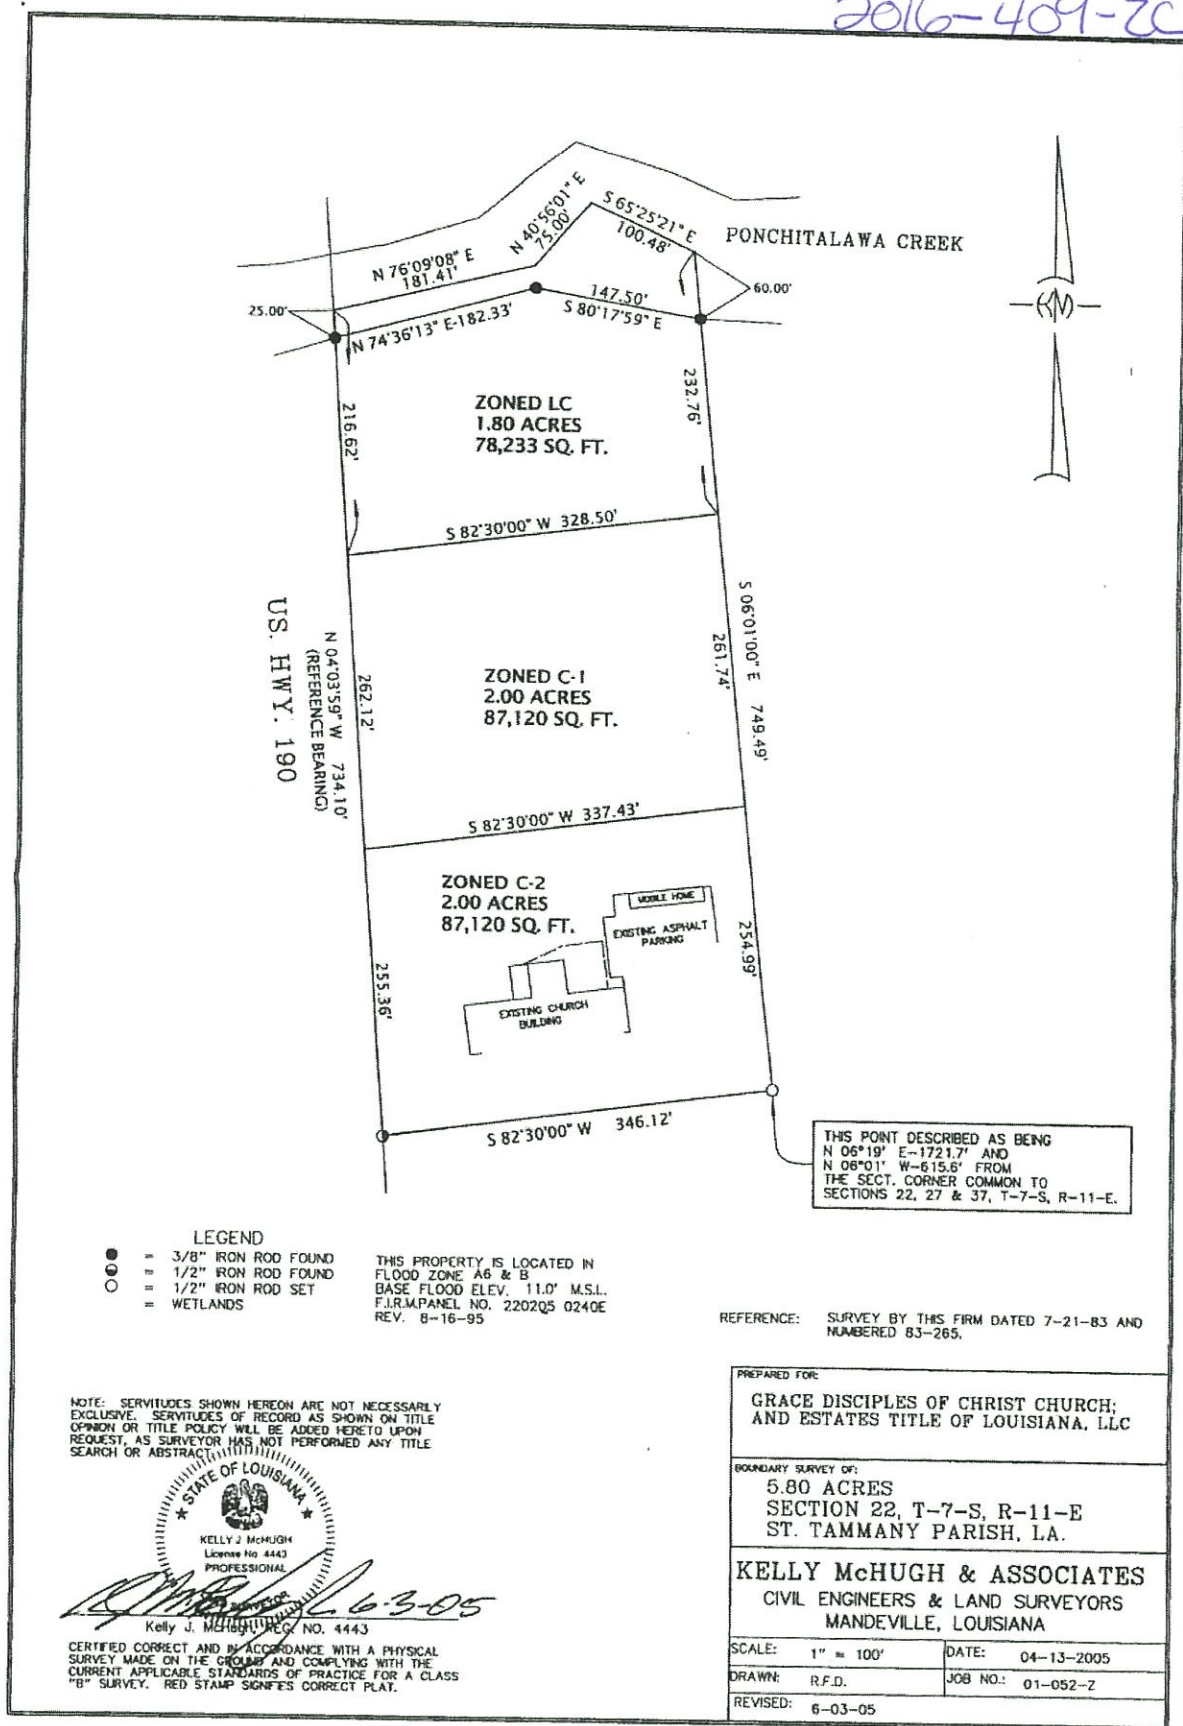 2016-409-ZC
N 76°09'08" E
181.41'
N 40°56'01" E
75.00'
S 65°25'21" E
100.48'
PONCHITALAWA CREEK
25.00'
60.00'
N 74°36'13" E-182.33'
147.50'
S 80°17'59" E
216.62'
232.76'
ZONED LC
1.80 ACRES
78,233 SQ. FT.
S 82°30'00" W 328.50'
US. HWY. 190
N 04°03'59" W 734.10'
(REFERENCE BEARING)
262.12'
ZONED C-1
2.00 ACRES
87,120 SQ. FT.
261.74'
S 06°01'00" E 749.49'
S 82°30'00" W 337.43'
ZONED C-2
2.00 ACRES
87,120 SQ. FT.
MOBILE HOME
EXISTING ASPHALT
PARKING
254.99'
255.36'
EXISTING CHURCH
BUILDING
S 82°30'00" W 346.12'
THIS POINT DESCRIBED AS BEING
N 06°19' E-1721.7' AND
N 06°01' W-615.6' FROM
THE SECT. CORNER COMMON TO
SECTIONS 22, 27 & 37, T-7-S, R-11-E.
LEGEND
= 3/8" IRON ROD FOUND
= 1/2" IRON ROD FOUND
= 1/2" IRON ROD SET
= WETLANDS
THIS PROPERTY IS LOCATED IN
FLOOD ZONE A6 & B
BASE FLOOD ELEV. 11.0' M.S.L.
F.I.R.M.PANEL NO. 220205 0240E
REV. 8-16-95
REFERENCE: SURVEY BY THIS FIRM DATED 7-21-83 AND
NUMBERED 83-265.
NOTE: SERVITUDES SHOWN HEREON ARE NOT NECESSARILY
EXCLUSIVE. SERVITUDES OF RECORD AS SHOWN ON TITLE
OPINION OR TITLE POLICY WILL BE ADDED HERETO UPON
REQUEST, AS SURVEYOR HAS NOT PERFORMED ANY TITLE
SEARCH OR ABSTRACT.
STATE OF LOUISIANA
KELLY J McHUGH
License No 4443
PROFESSIONAL
SURVEYOR
6-3-05
Kelly J. McHugh, REG. NO. 4443
CERTIFIED CORRECT AND IN ACCORDANCE WITH A PHYSICAL
SURVEY MADE ON THE GROUND AND COMPLYING WITH THE
CURRENT APPLICABLE STANDARDS OF PRACTICE FOR A CLASS
"B" SURVEY. RED STAMP SIGNIFIES CORRECT PLAT.
PREPARED FOR:
GRACE DISCIPLES OF CHRIST CHURCH;
AND ESTATES TITLE OF LOUISIANA, LLC
BOUNDARY SURVEY OF:
5.80 ACRES
SECTION 22, T-7-S, R-11-E
ST. TAMMANY PARISH, LA.
KELLY McHUGH & ASSOCIATES
CIVIL ENGINEERS & LAND SURVEYORS
MANDEVILLE, LOUISIANA
SCALE: 1" = 100'
DATE: 04-13-2005
DRAWN: R.F.D.
JOB NO.: 01-052-2
REVISED: 6-03-05